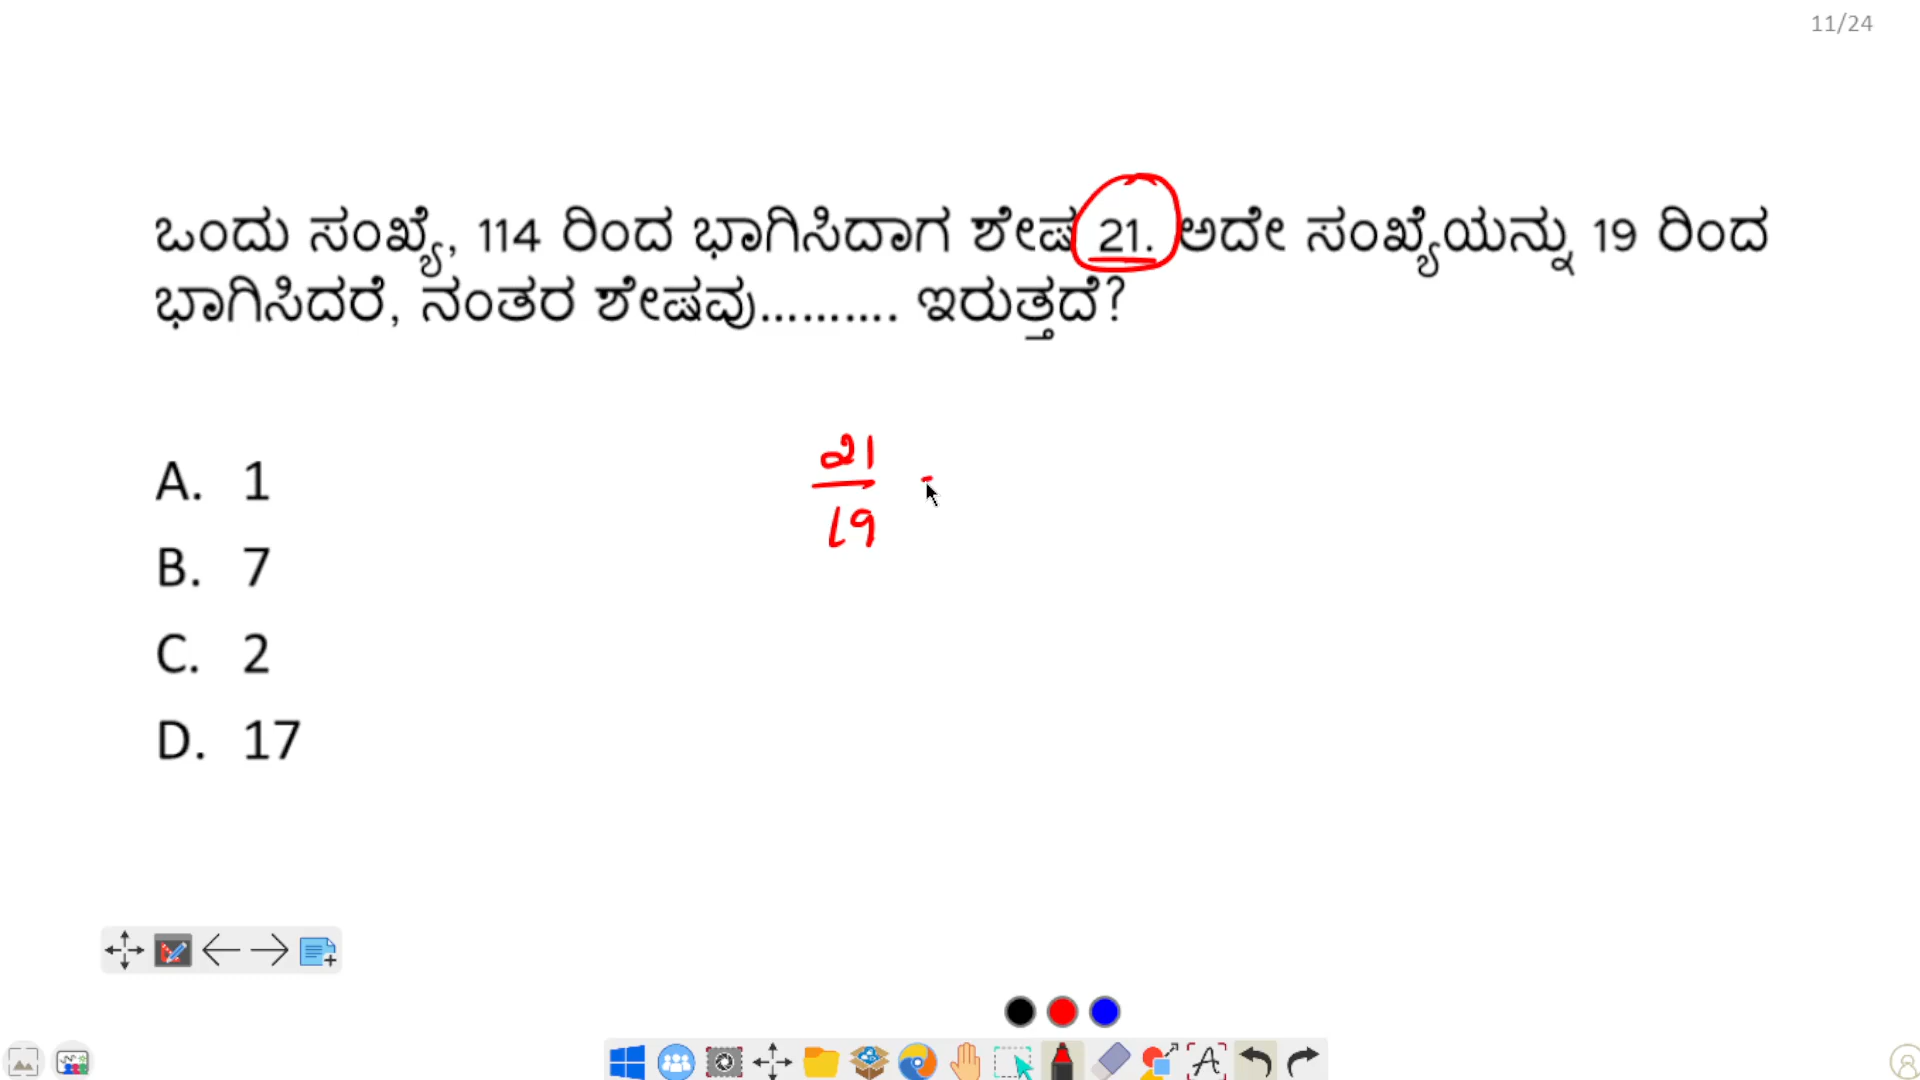 11/24
ಒಂದು ಸಂಖ್ಯೆ, 114 ರಿಂದ ಭಾಗಿಸಿದಾಗ ಶೇಷ 21. ಅದೇ ಸಂಖ್ಯೆಯನ್ನು 19 ರಿಂದ
ಭಾಗಿಸಿದರೆ, ನಂತರ ಶೇಷವು.......... ಇರುತ್ತದೆ?
21
19
A. 1
B. 7
C. 2
D. 17